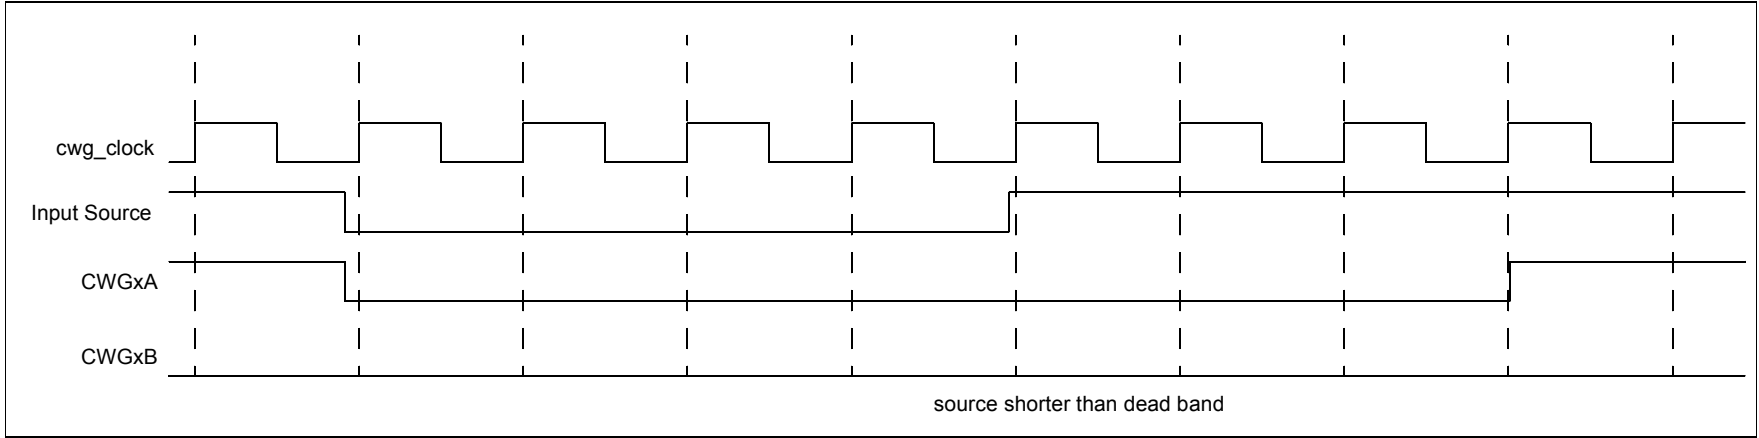 cwg_clock
Input Source
CWGxA
CWGxB
source shorter than dead band